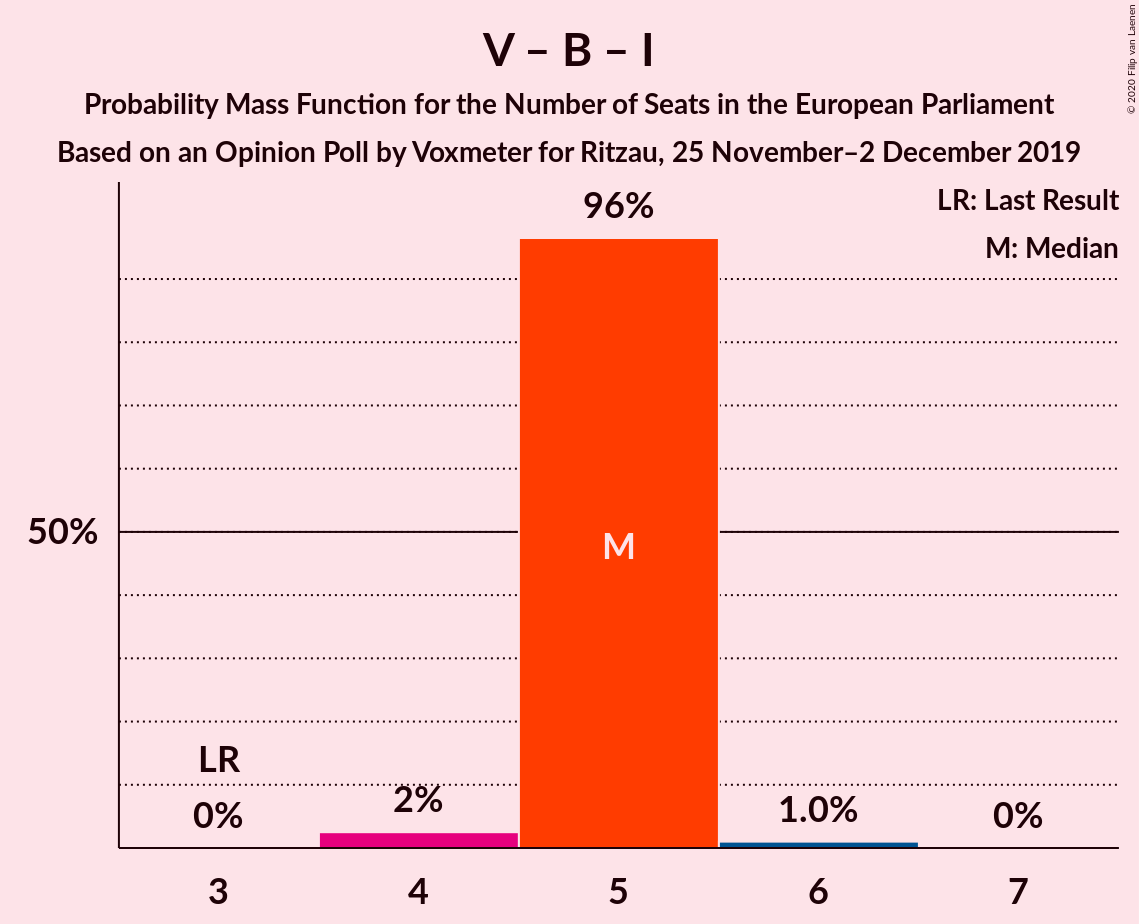 V – B – I
Probability Mass Function for the Number of Seats in the European Parliament
Based on an Opinion Poll by Voxmeter for Ritzau, 25 November–2 December 2019
© 2020 Filip van Laenen
LR: Last Result
M: Median
96%
50%
M
LR
0%
2%
1.0%
0%
3 4 5 6 7